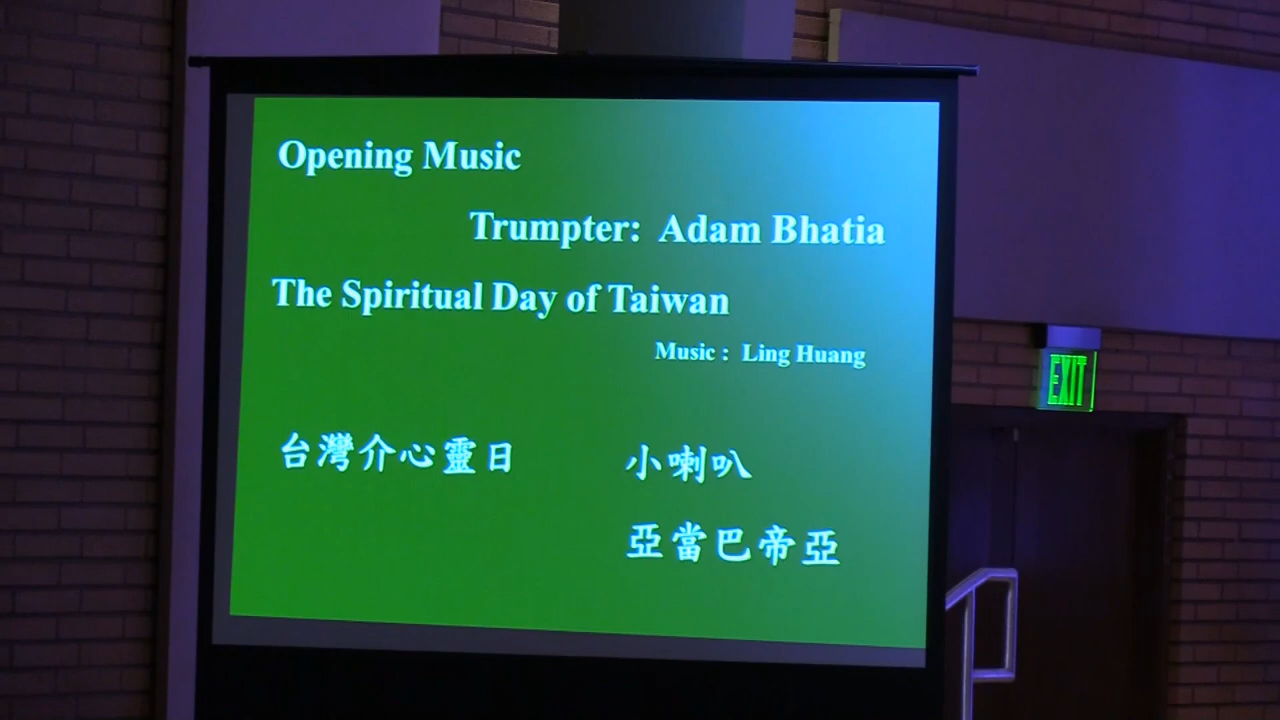 Opening Music
Trumpter: Adam Bhatia
The Spiritual Day of Taiwan
Music : Ling Huang
台灣介心靈日 小喇叭
亞當巴帝亞
EXIT